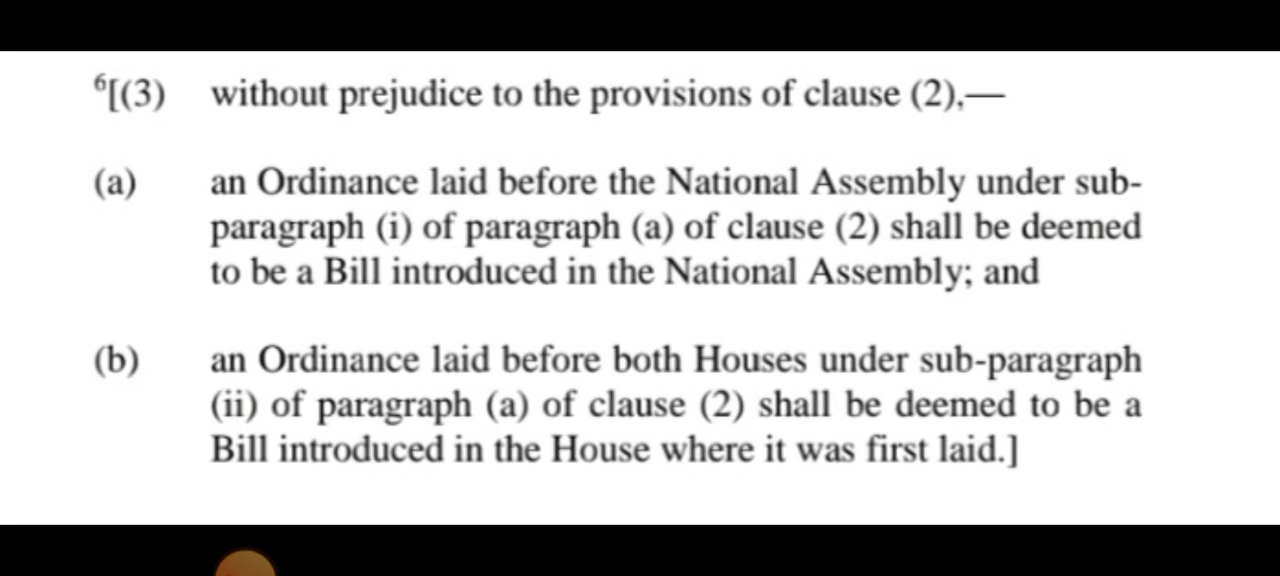 ⁶[(3) without prejudice to the provisions of clause (2),—
(a) an Ordinance laid before the National Assembly under sub-
paragraph (i) of paragraph (a) of clause (2) shall be deemed
to be a Bill introduced in the National Assembly; and
(b) an Ordinance laid before both Houses under sub-paragraph
(ii) of paragraph (a) of clause (2) shall be deemed to be a
Bill introduced in the House where it was first laid.]